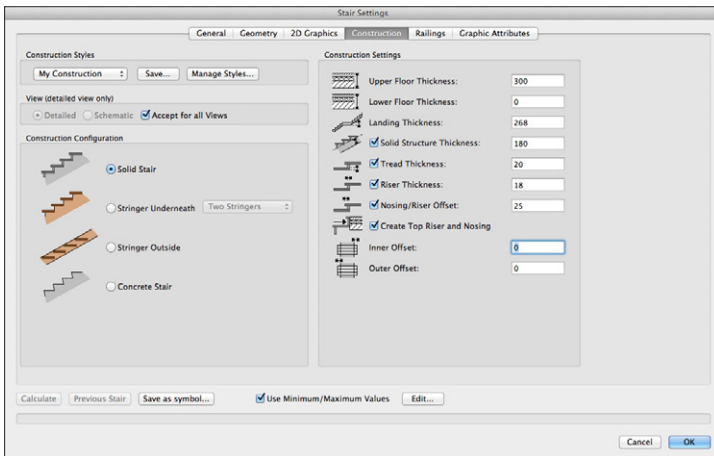 Stair Settings
General Geometry 2D Graphics Construction Railings Graphic Attributes
Construction Styles
My Construction Save... Manage Styles...
View (detailed view only)
Detailed Schematic Accept for all Views
Construction Configuration
Solid Stair
Stringer Underneath Two Stringers
Stringer Outside
Concrete Stair
Construction Settings
Upper Floor Thickness: 300
Lower Floor Thickness: 0
Landing Thickness: 268
Solid Structure Thickness: 180
Tread Thickness: 20
Riser Thickness: 18
Nosing/Riser Offset: 25
Create Top Riser and Nosing
Inner Offset: 0
Outer Offset: 0
Calculate Previous Stair Save as symbol... Use Minimum/Maximum Values Edit...
Cancel OK